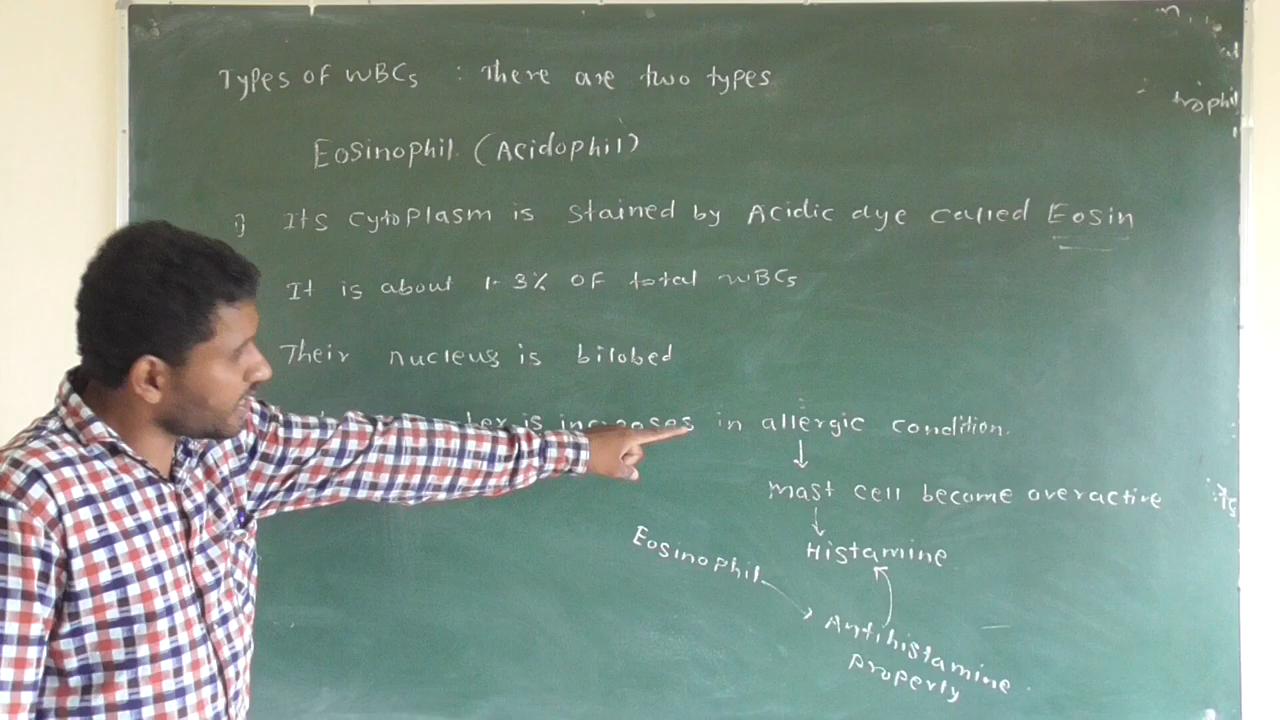 Types of WBCs : There are two types
Eosinophil (Acidophil)
i) Its cytoplasm is stained by Acidic dye called Eosin
It is about 1-3% of total WBCs
Their nucleus is bilobed
is increases in allergic condition.
↓
mast cell become overactive
↓
Histamine
Eosinophil → Antihistamine
property